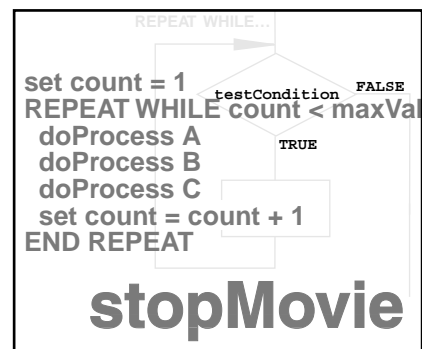 REPEAT WHILE...
set count = 1
testCondition
FALSE
REPEAT WHILE count < maxVal
doProcess A
TRUE
doProcess B
doProcess C
set count = count + 1
END REPEAT
stopMovie